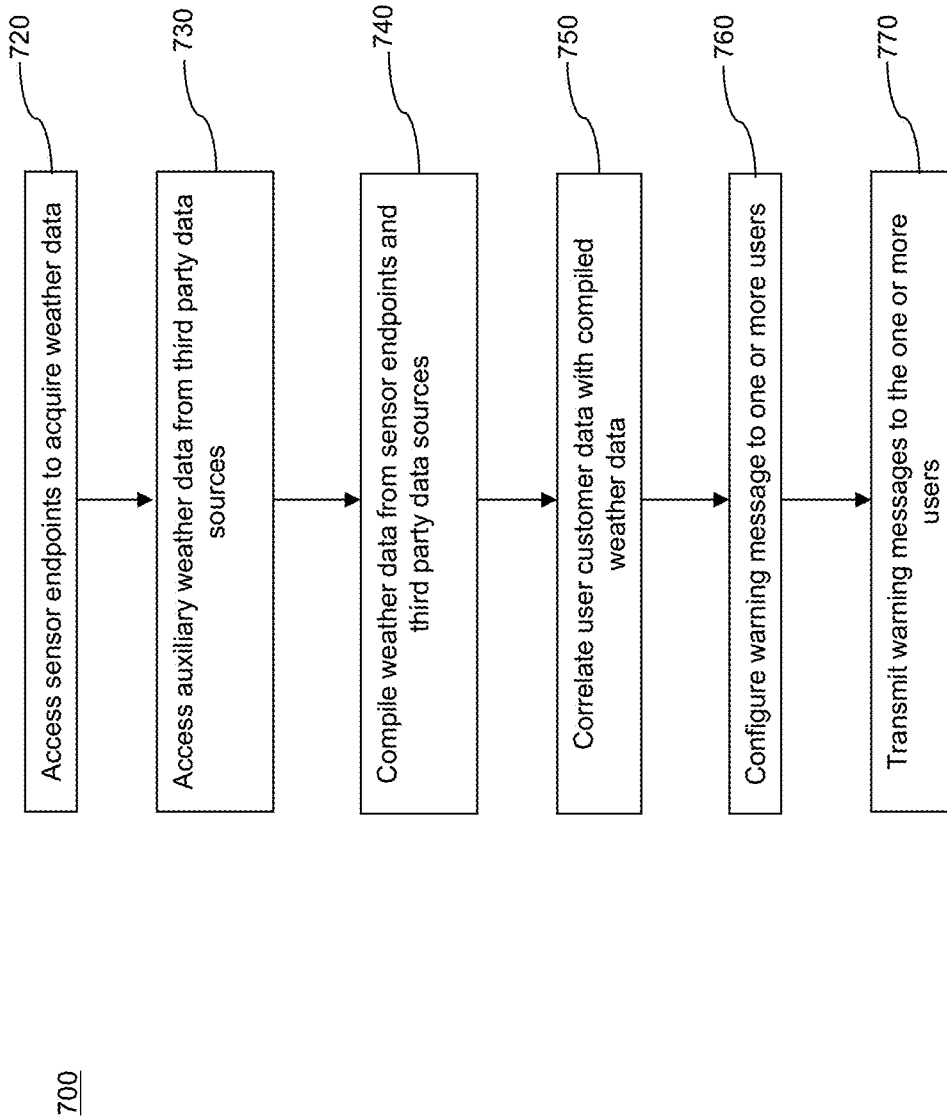 700
Access sensor endpoints to acquire weather data
720
Access auxiliary weather data from third party data
sources
730
Compile weather data from sensor endpoints and
third party data sources
740
Correlate user customer data with compiled
weather data
750
Configure warning message to one or more users
760
Transmit warning messages to the one or more
users
770